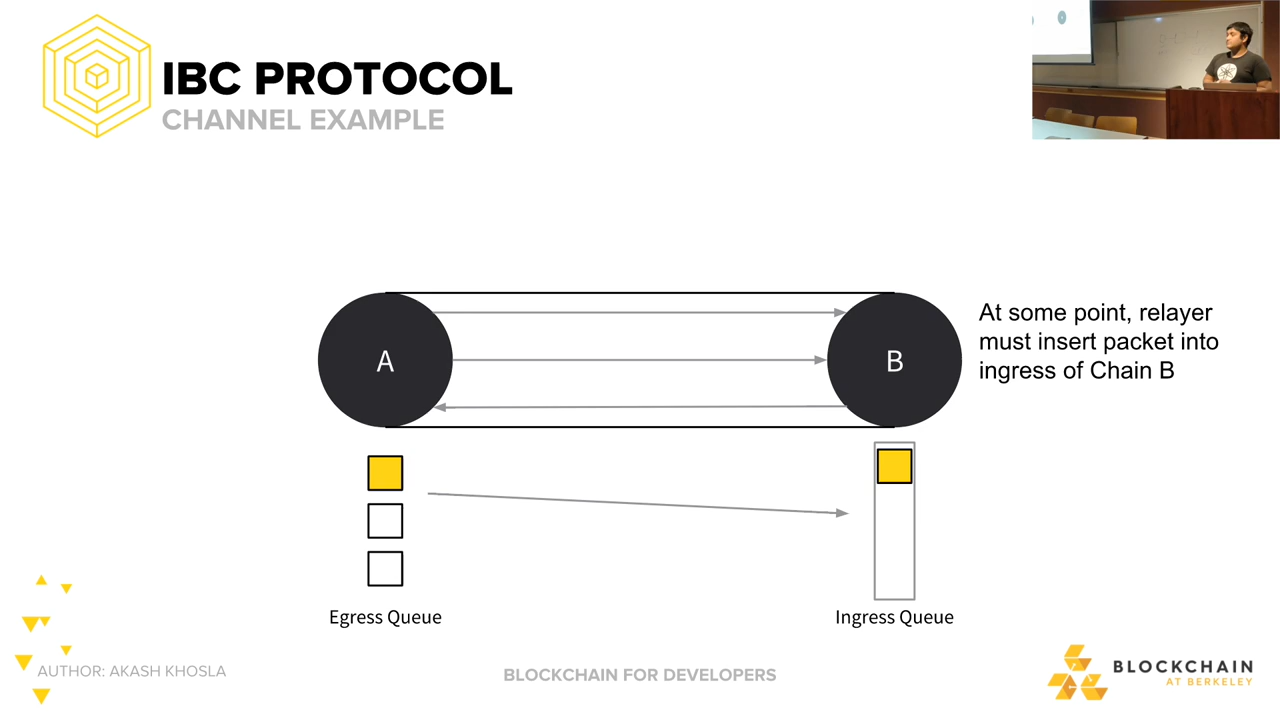 IBC PROTOCOL
CHANNEL EXAMPLE
A
B
At some point, relayer
must insert packet into
ingress of Chain B
Egress Queue
Ingress Queue
AUTHOR: AKASH KHOSLA
BLOCKCHAIN FOR DEVELOPERS
BLOCKCHAIN
AT BERKELEY